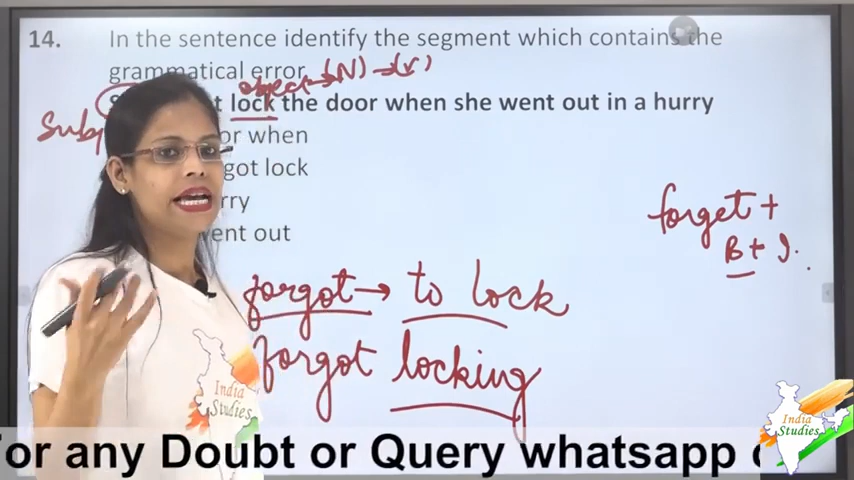 14. In the sentence identify the segment which contains the
grammatical error.
object → (N) → (V)
lock the door when she went out in a hurry
Subj
or when
got lock
rry
ent out
forget +
B + I.
forgot → to lock
forgot locking
India
Studies
India
Studies
For any Doubt or Query whatsapp